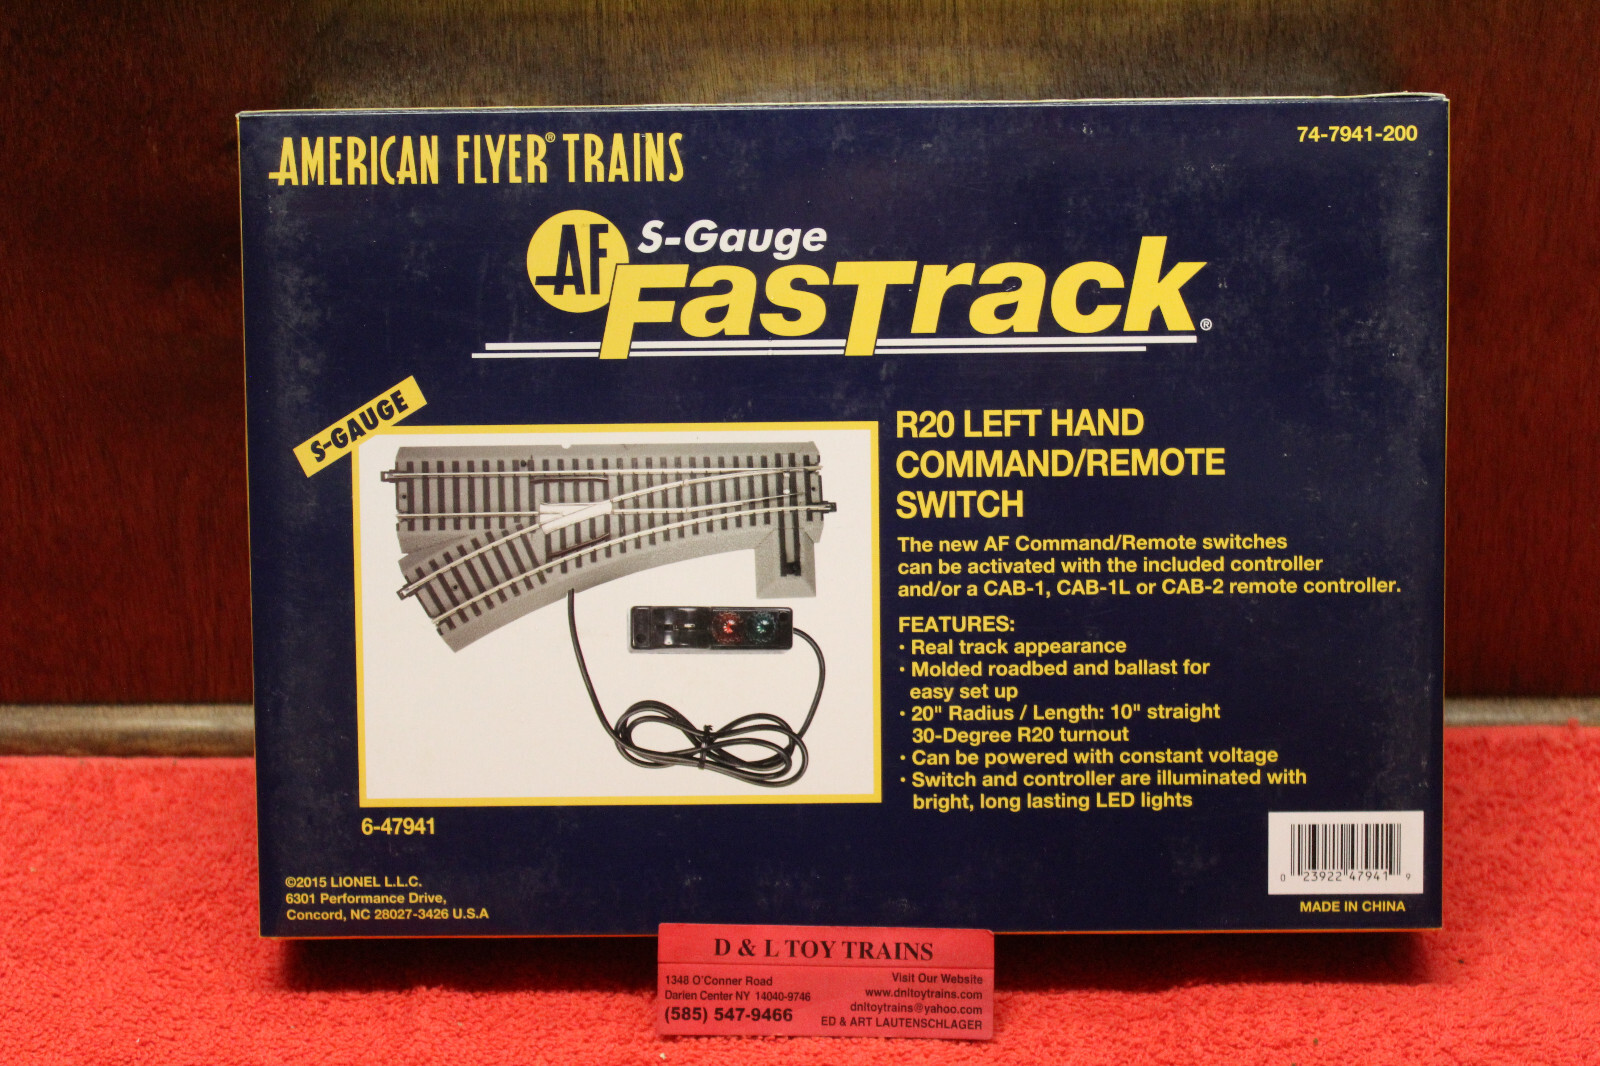 AMERICAN FLYER® TRAINS
74-7941-200
AF
S-Gauge
FasTrack®
S-GAUGE
R20 LEFT HAND
COMMAND/REMOTE
SWITCH
The new AF Command/Remote switches
can be activated with the included controller
and/or a CAB-1, CAB-1L or CAB-2 remote controller.
FEATURES:
· Real track appearance
· Molded roadbed and ballast for
easy set up
· 20" Radius / Length: 10" straight
30-Degree R20 turnout
· Can be powered with constant voltage
· Switch and controller are illuminated with
bright, long lasting LED lights
6-47941
©2015 LIONEL L.L.C.
6301 Performance Drive,
Concord, NC 28027-3426 U.S.A
0 23922 47941 9
MADE IN CHINA
D & L TOY TRAINS
1348 O'Conner Road
Darien Center NY 14040-9746
(585) 547-9466
Visit Our Website
www.dnltoytrains.com
dnltoytrains@yahoo.com
ED & ART LAUTENSCHLAGER